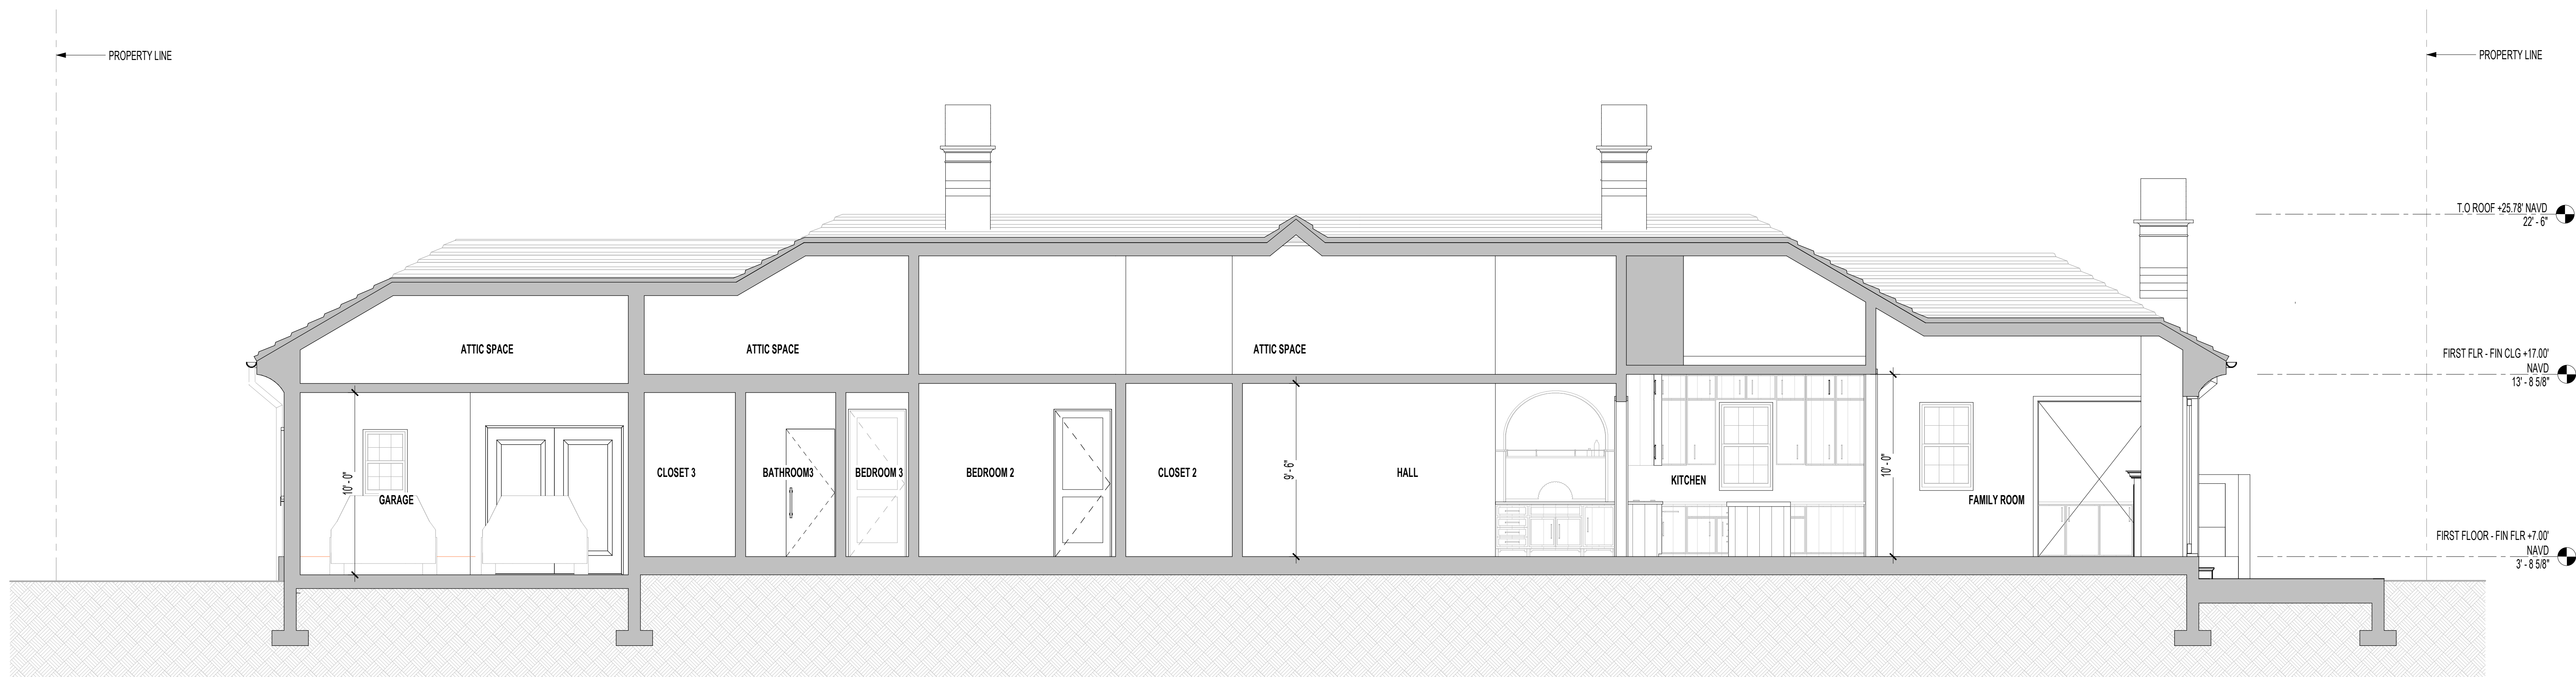 PROPERTY LINE
PROPERTY LINE
T.O ROOF +25.78' NAVD
22' - 6"
ATTIC SPACE
ATTIC SPACE
ATTIC SPACE
FIRST FLR - FIN CLG +17.00'
NAVD
13' - 8 5/8"
10' - 0"
GARAGE
CLOSET 3
BATHROOM3
BEDROOM 3
BEDROOM 2
CLOSET 2
9' - 6"
HALL
KITCHEN
10' - 0"
FAMILY ROOM
FIRST FLOOR - FIN FLR +7.00'
NAVD
3' - 8 5/8"